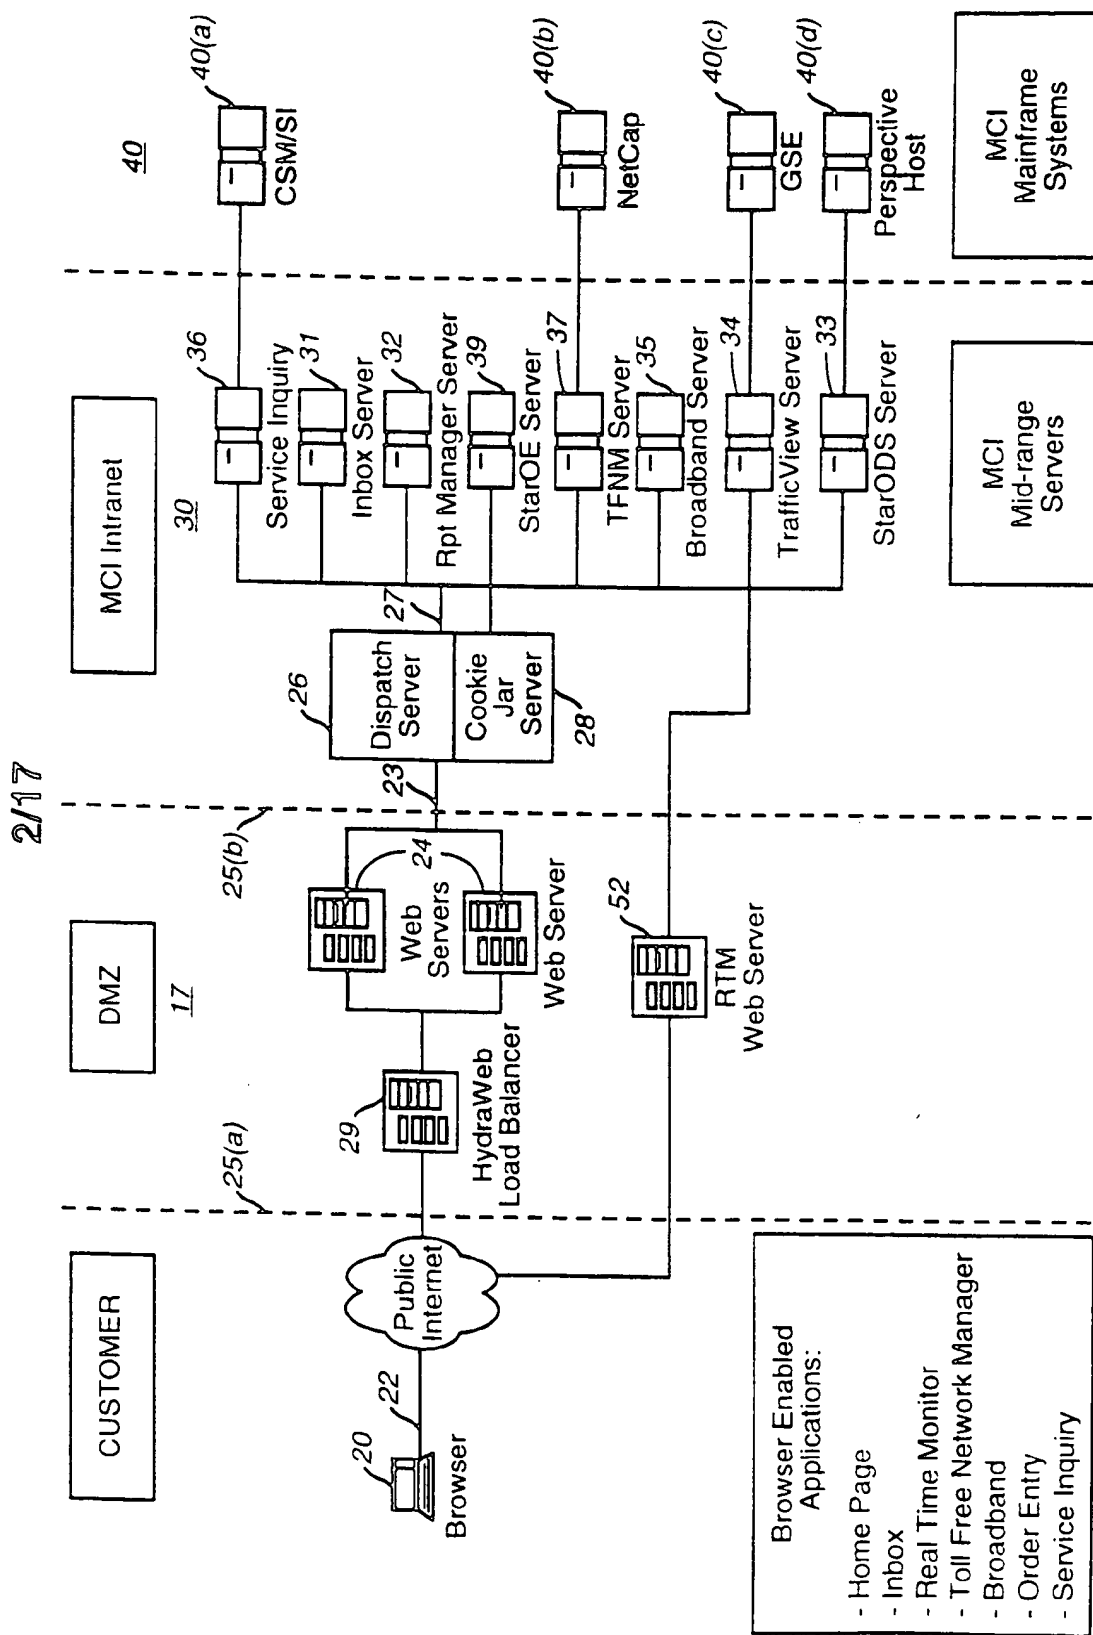 2/17
CUSTOMER
DMZ
17
MCI Intranet
30
40
25(a)
25(b)
20
Browser
22
Public
Internet
29
HydraWeb
Load Balancer
24
Web
Servers
Web Server
52
RTM
Web Server
23
26
Dispatch
Server
Cookie
Jar
Server
28
27
36
Service Inquiry
31
Inbox Server
32
Rpt Manager Server
39
StarOE Server
37
TFNM Server
35
Broadband Server
34
TrafficView Server
33
StarODS Server
40(a)
CSM/SI
40(b)
NetCap
40(c)
GSE
40(d)
Perspective
Host
Browser Enabled
Applications:
- Home Page
- Inbox
- Real Time Monitor
- Toll Free Network Manager
- Broadband
- Order Entry
- Service Inquiry
MCI
Mid-range
Servers
MCI
Mainframe
Systems